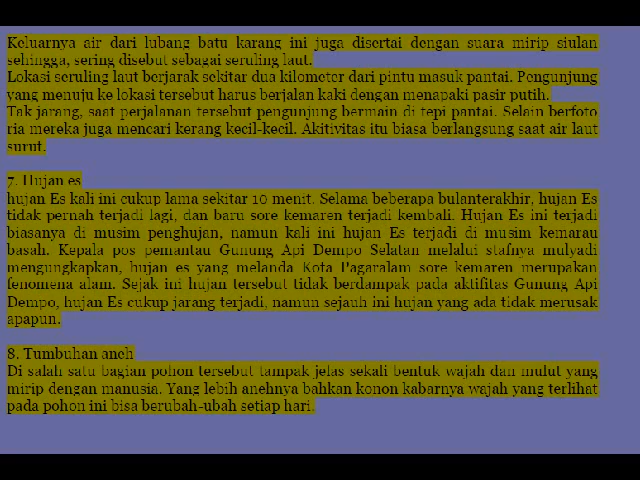 Keluarnya air dari lubang batu karang ini juga disertai dengan suara mirip siulan
sehingga, sering disebut sebagai seruling laut.
Lokasi seruling laut berjarak sekitar dua kilometer dari pintu masuk pantai. Pengunjung
yang menuju ke lokasi tersebut harus berjalan kaki dengan menapaki pasir putih.
Tak jarang, saat perjalanan tersebut pengunjung bermain di tepi pantai. Selain berfoto
ria mereka juga mencari kerang kecil-kecil. Akitivitas itu biasa berlangsung saat air laut
surut.
7. Hujan es
hujan Es kali ini cukup lama sekitar 10 menit. Selama beberapa bulanterakhir, hujan Es
tidak pernah terjadi lagi, dan baru sore kemaren terjadi kembali. Hujan Es ini terjadi
biasanya di musim penghujan, namun kali ini hujan Es terjadi di musim kemarau
basah. Kepala pos pemantau Gunung Api Dempo Selatan melalui stafnya mulyadi
mengungkapkan, hujan es yang melanda Kota Pagaralam sore kemaren merupakan
fenomena alam. Sejak ini hujan tersebut tidak berdampak pada aktifitas Gunung Api
Dempo, hujan Es cukup jarang terjadi, namun sejauh ini hujan yang ada tidak merusak
apapun.
8. Tumbuhan aneh
Di salah satu bagian pohon tersebut tampak jelas sekali bentuk wajah dan mulut yang
mirip dengan manusia. Yang lebih anehnya bahkan konon kabarnya wajah yang terlihat
pada pohon ini bisa berubah-ubah setiap hari.